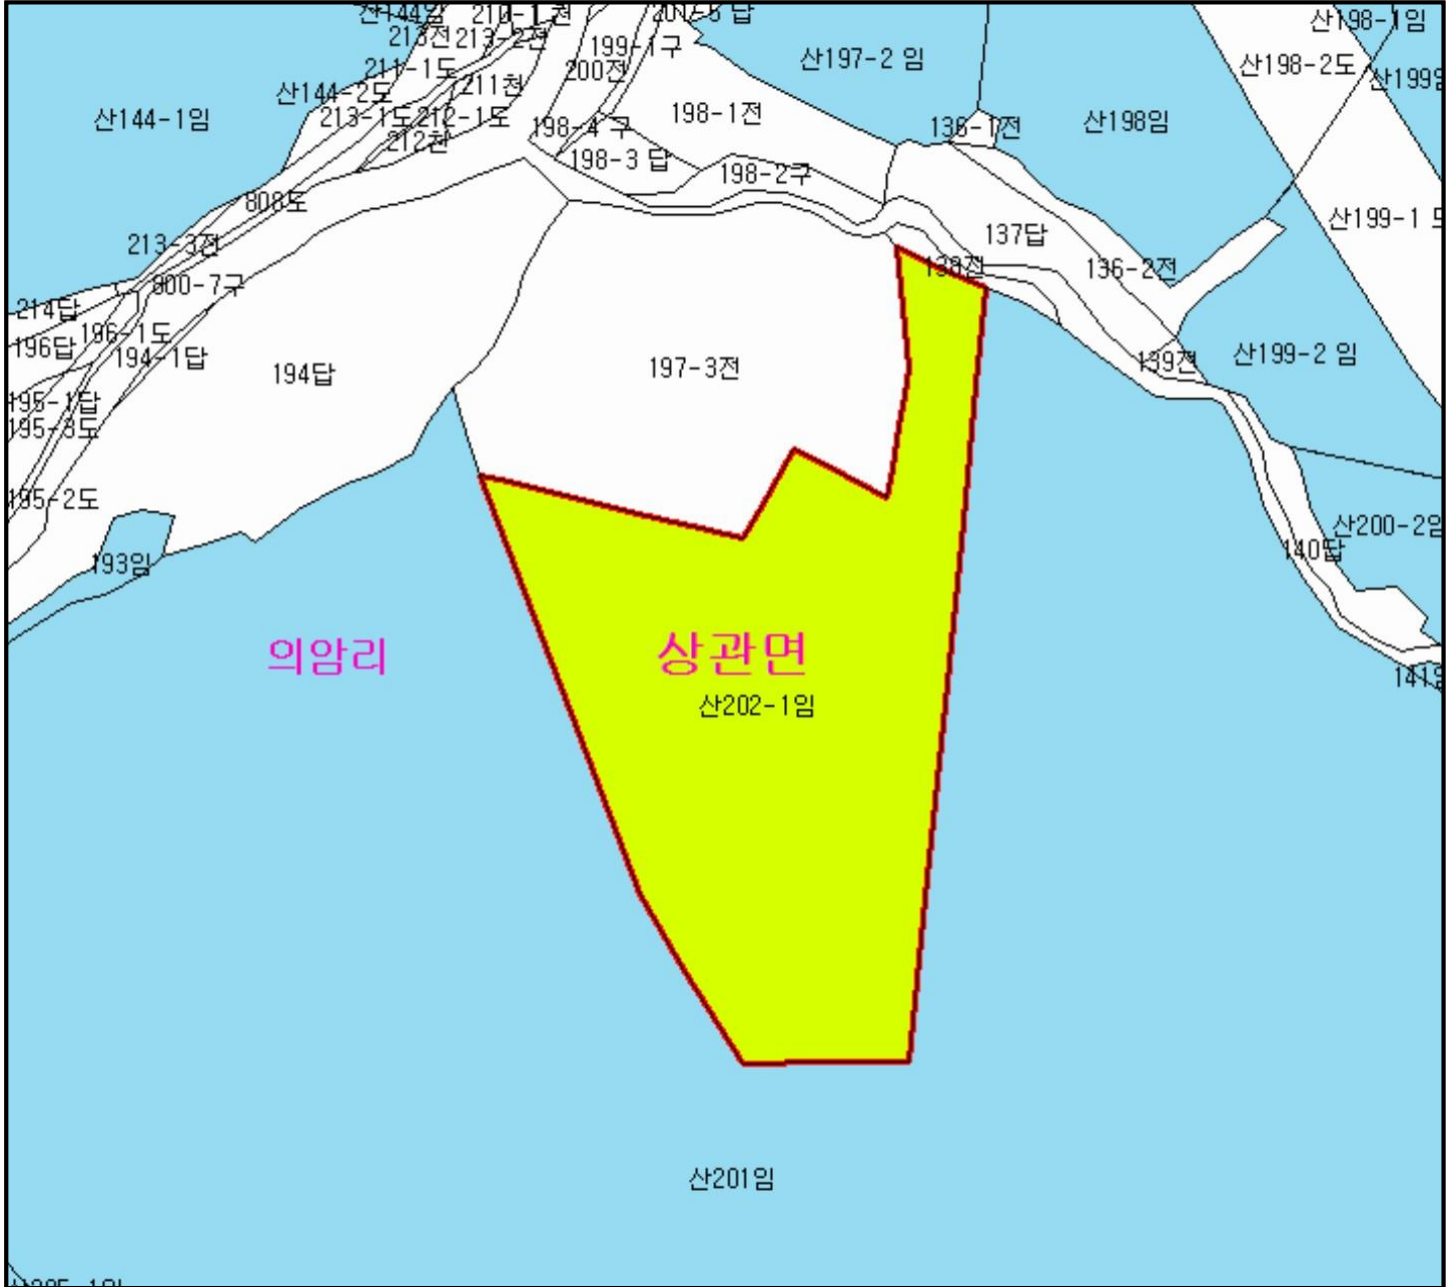 213전
213-2전
199-1구
산198-1임
211-1도
200전
산197-2 임
산198-2도
산144-2도
211천
산144-1임
213-1도
212-1도
212천
198-4 구
198-1전
136-1전
산198임
198-3 답
198-2구
808도
산199-1 도
213-3전
137답
138전
136-2전
800-7구
214답
196-1도
196답
194-1답
194답
197-3전
139전
산199-2 임
195-1답
195-3도
195-2도
산200-2임
140답
193임
의암리
상관면
산202-1임
산201임